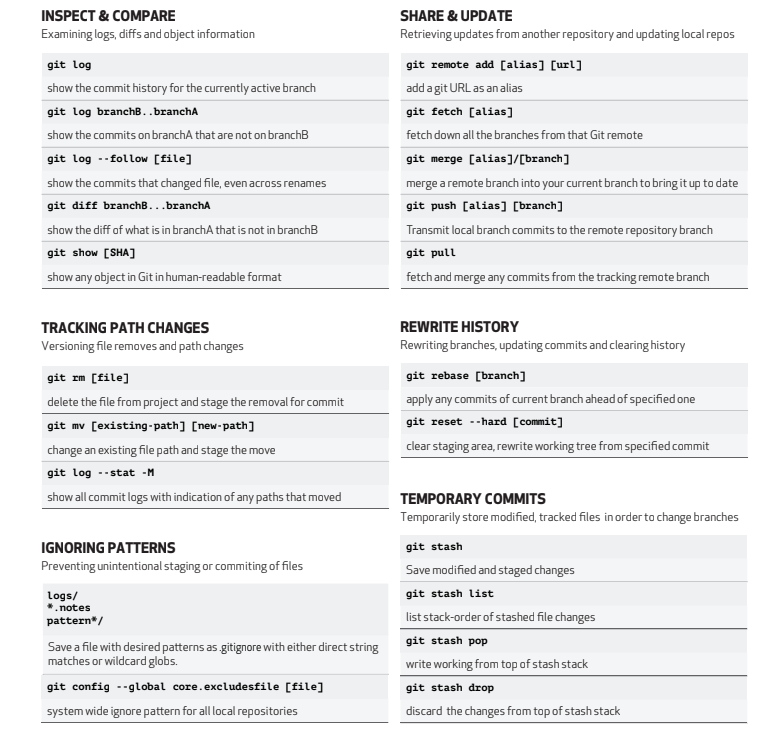 INSPECT & COMPARE
Examining logs, diffs and object information
git log
show the commit history for the currently active branch
git log branchB..branchA
show the commits on branchA that are not on branchB
git log --follow [file]
show the commits that changed file, even across renames
git diff branchB...branchA
show the diff of what is in branchA that is not in branchB
git show [SHA]
show any object in Git in human-readable format
TRACKING PATH CHANGES
Versioning file removes and path changes
git rm [file]
delete the file from project and stage the removal for commit
git mv [existing-path] [new-path]
change an existing file path and stage the move
git log --stat -M
show all commit logs with indication of any paths that moved
IGNORING PATTERNS
Preventing unintentional staging or commiting of files
logs/
*.notes
pattern*/
Save a file with desired patterns as .gitignore with either direct string
matches or wildcard globs.
git config --global core.excludesfile [file]
system wide ignore pattern for all local repositories
SHARE & UPDATE
Retrieving updates from another repository and updating local repos
git remote add [alias] [url]
add a git URL as an alias
git fetch [alias]
fetch down all the branches from that Git remote
git merge [alias]/[branch]
merge a remote branch into your current branch to bring it up to date
git push [alias] [branch]
Transmit local branch commits to the remote repository branch
git pull
fetch and merge any commits from the tracking remote branch
REWRITE HISTORY
Rewriting branches, updating commits and clearing history
git rebase [branch]
apply any commits of current branch ahead of specified one
git reset --hard [commit]
clear staging area, rewrite working tree from specified commit
TEMPORARY COMMITS
Temporarily store modified, tracked files in order to change branches
git stash
Save modified and staged changes
git stash list
list stack-order of stashed file changes
git stash pop
write working from top of stash stack
git stash drop
discard the changes from top of stash stack